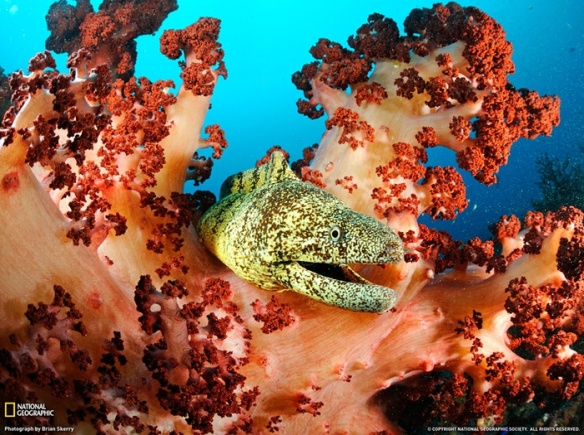 NATIONAL
GEOGRAPHIC
Photograph by Brian Skerry
© COPYRIGHT NATIONAL GEOGRAPHIC SOCIETY. ALL RIGHTS RESERVED.